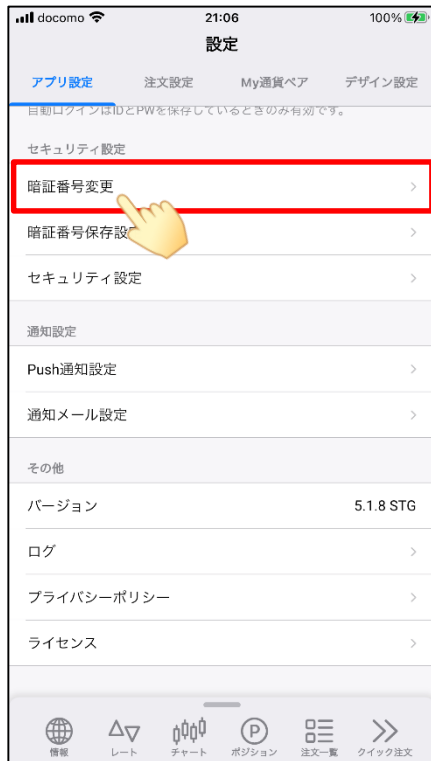 docomo 21:06 100%
設定
アプリ設定 注文設定 My通貨ペア デザイン設定
自動ログインはIDとPWを保存しているときのみ有効です。
セキュリティ設定
暗証番号変更
暗証番号保存設
セキュリティ設定
通知設定
Push通知設定
通知メール設定
その他
バージョン 5.1.8 STG
ログ
プライバシーポリシー
ライセンス
P
情報 レート チャート ポジション 注文一覧 クイック注文